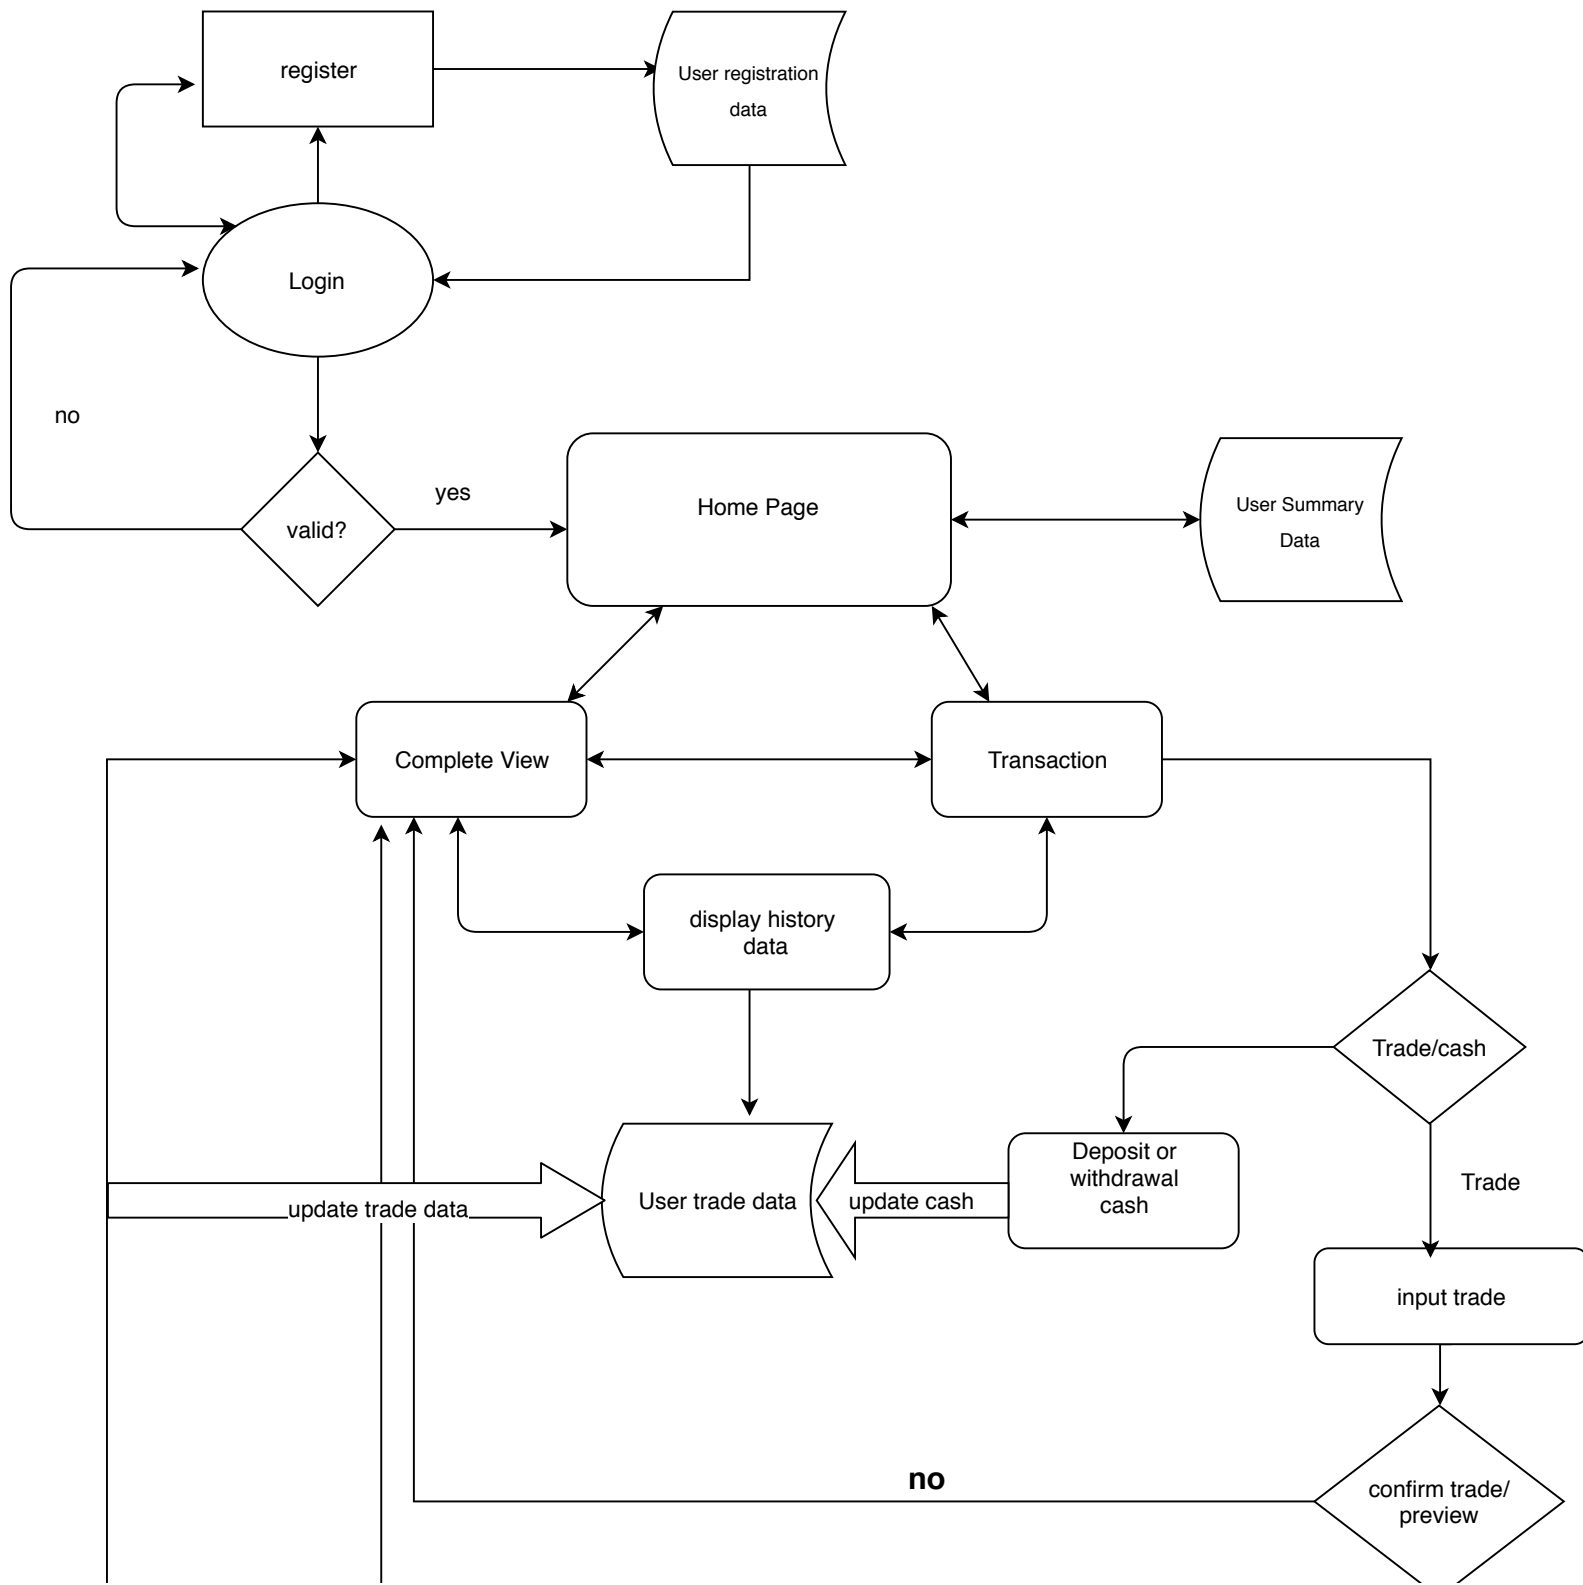 register
User registration
data
Login
no
yes
valid?
Home Page
User Summary
Data
Complete View
Transaction
display history
data
Trade/cash
Deposit or
withdrawal
cash
Trade
update trade data
User trade data
update cash
input trade
no
confirm trade/
preview